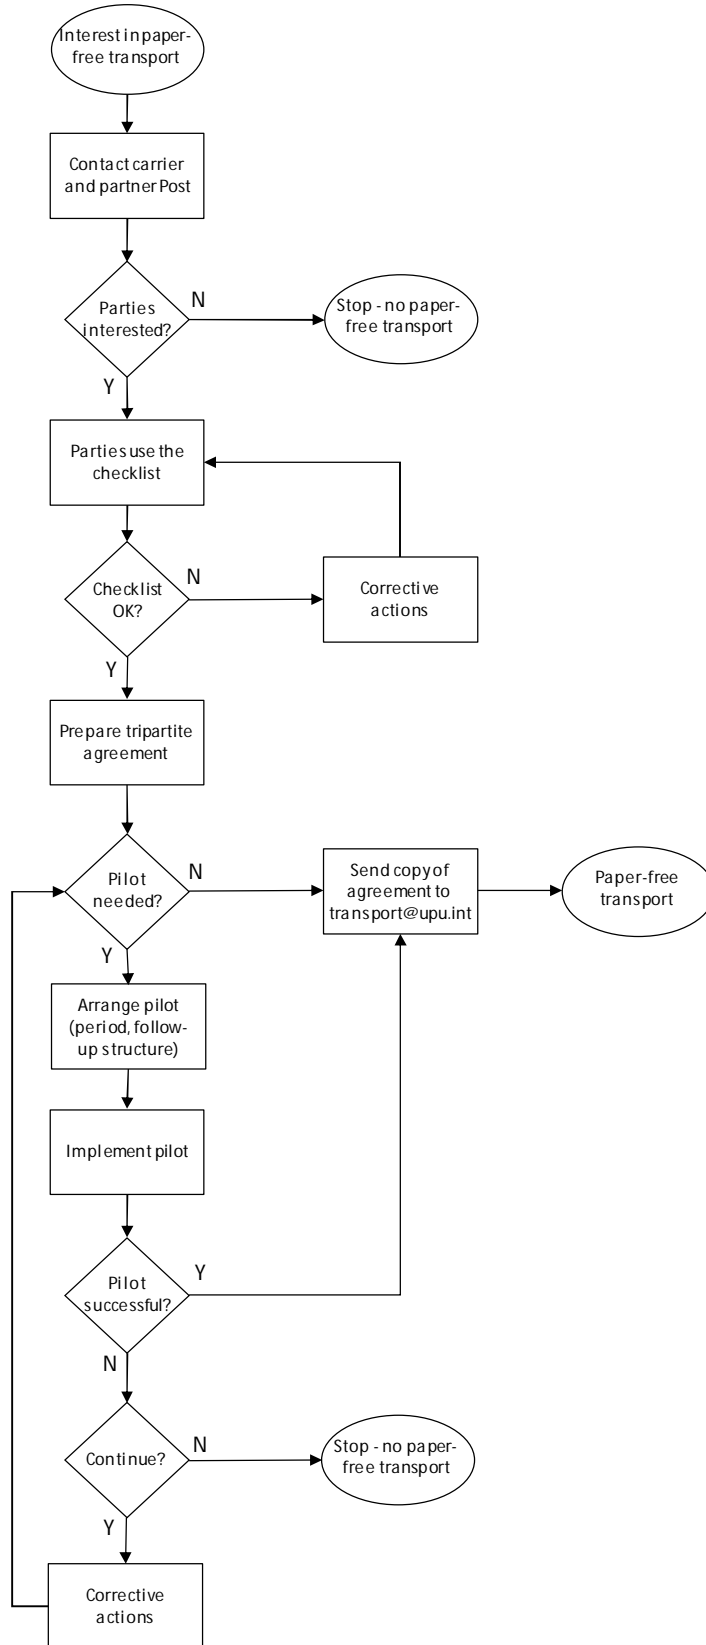 Interest in paper-
free transport
Contact carrier
and partner Post
Parties
interested?
N
Stop - no paper-
free transport
Y
Parties use the
checklist
Checklist
OK?
N
Corrective
actions
Y
Prepare tripartite
agreement
Pilot
needed?
N
Send copy of
agreement to
transport@upu.int
Paper-free
transport
Y
Arrange pilot
(period, follow-
up structure)
Implement pilot
Pilot
successful?
Y
N
Continue?
N
Stop - no paper-
free transport
Y
Corrective
actions